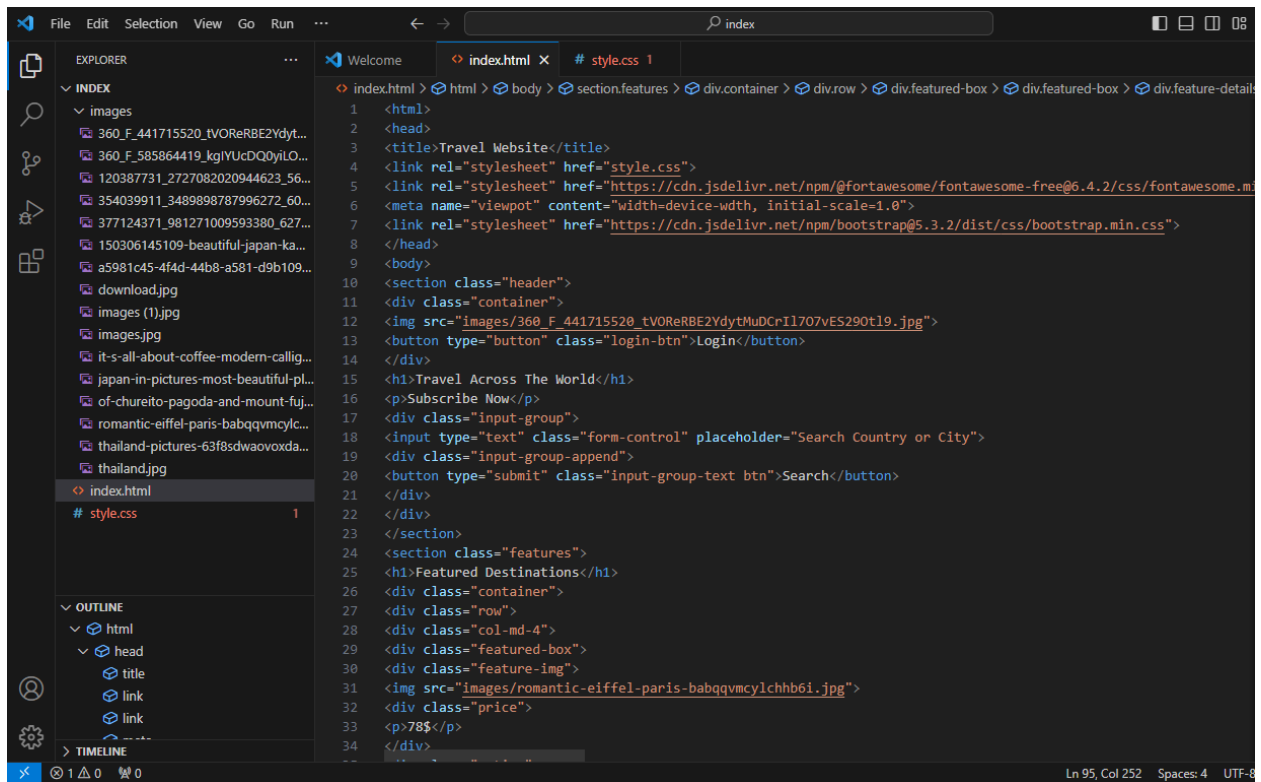 File Edit Selection View Go Run ··· ← → index
EXPLORER ···
INDEX
images
360_F_441715520_tVOReRBE2Ydyt...
360_F_585864419_kgIYUcDQ0yiLO...
120387731_2727082020944623_56...
354039911_3489898787996272_60...
377124371_981271009593380_627...
150306145109-beautiful-japan-ka...
a5981c45-4f4d-44b8-a581-d9b109...
download.jpg
images (1).jpg
images.jpg
it-s-all-about-coffee-modern-callig...
japan-in-pictures-most-beautiful-pl...
of-chureito-pagoda-and-mount-fuj...
romantic-eiffel-paris-babqqvmcylc...
thailand-pictures-63f8sdwaovoxda...
thailand.jpg
index.html
# style.css 1
OUTLINE
html
head
title
link
link
TIMELINE
Welcome index.html # style.css 1
index.html > html > body > section.features > div.container > div.row > div.featured-box > div.featured-box > div.feature-details
1 <html>
2 <head>
3 <title>Travel Website</title>
4 <link rel="stylesheet" href="style.css">
5 <link rel="stylesheet" href="https://cdn.jsdelivr.net/npm/@fortawesome/fontawesome-free@6.4.2/css/fontawesome.mi
6 <meta name="viewpot" content="width=device-wdth, initial-scale=1.0">
7 <link rel="stylesheet" href="https://cdn.jsdelivr.net/npm/bootstrap@5.3.2/dist/css/bootstrap.min.css">
8 </head>
9 <body>
10 <section class="header">
11 <div class="container">
12 <img src="images/360_F_441715520_tVOReRBE2YdytMuDCrIl7O7vES29Otl9.jpg">
13 <button type="button" class="login-btn">Login</button>
14 </div>
15 <h1>Travel Across The World</h1>
16 <p>Subscribe Now</p>
17 <div class="input-group">
18 <input type="text" class="form-control" placeholder="Search Country or City">
19 <div class="input-group-append">
20 <button type="submit" class="input-group-text btn">Search</button>
21 </div>
22 </div>
23 </section>
24 <section class="features">
25 <h1>Featured Destinations</h1>
26 <div class="container">
27 <div class="row">
28 <div class="col-md-4">
29 <div class="featured-box">
30 <div class="feature-img">
31 <img src="images/romantic-eiffel-paris-babqqvmcylchhb6i.jpg">
32 <div class="price">
33 <p>78$</p>
34 </div>
1 0 0 Ln 95, Col 252 Spaces: 4 UTF-8